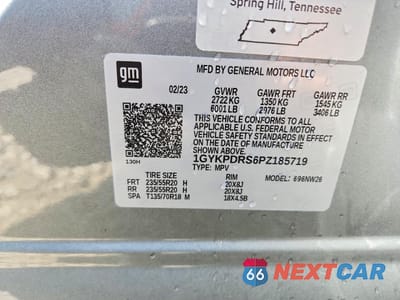 Spring Hill, Tennessee
gm
MFD BY GENERAL MOTORS LLC
02/23 GVWR GAWR FRT GAWR RR
2722 KG 1350 KG 1545 KG
6001 LB 2976 LB 3406 LB
THIS VEHICLE CONFORMS TO ALL
APPLICABLE U.S. FEDERAL MOTOR
VEHICLE SAFETY STANDARDS IN EFFECT
ON THE DATE OF MANUFACTURE
SHOWN ABOVE.
1GYKPDRS6PZ185719
130H TYPE: MPV MODEL: 696NW26
TIRE SIZE RIM
FRT 235/55R20 H 20X8J
RR 235/55R20 H 20X8J
SPA T135/70R18 M 18X4.5B
66 NEXTCAR